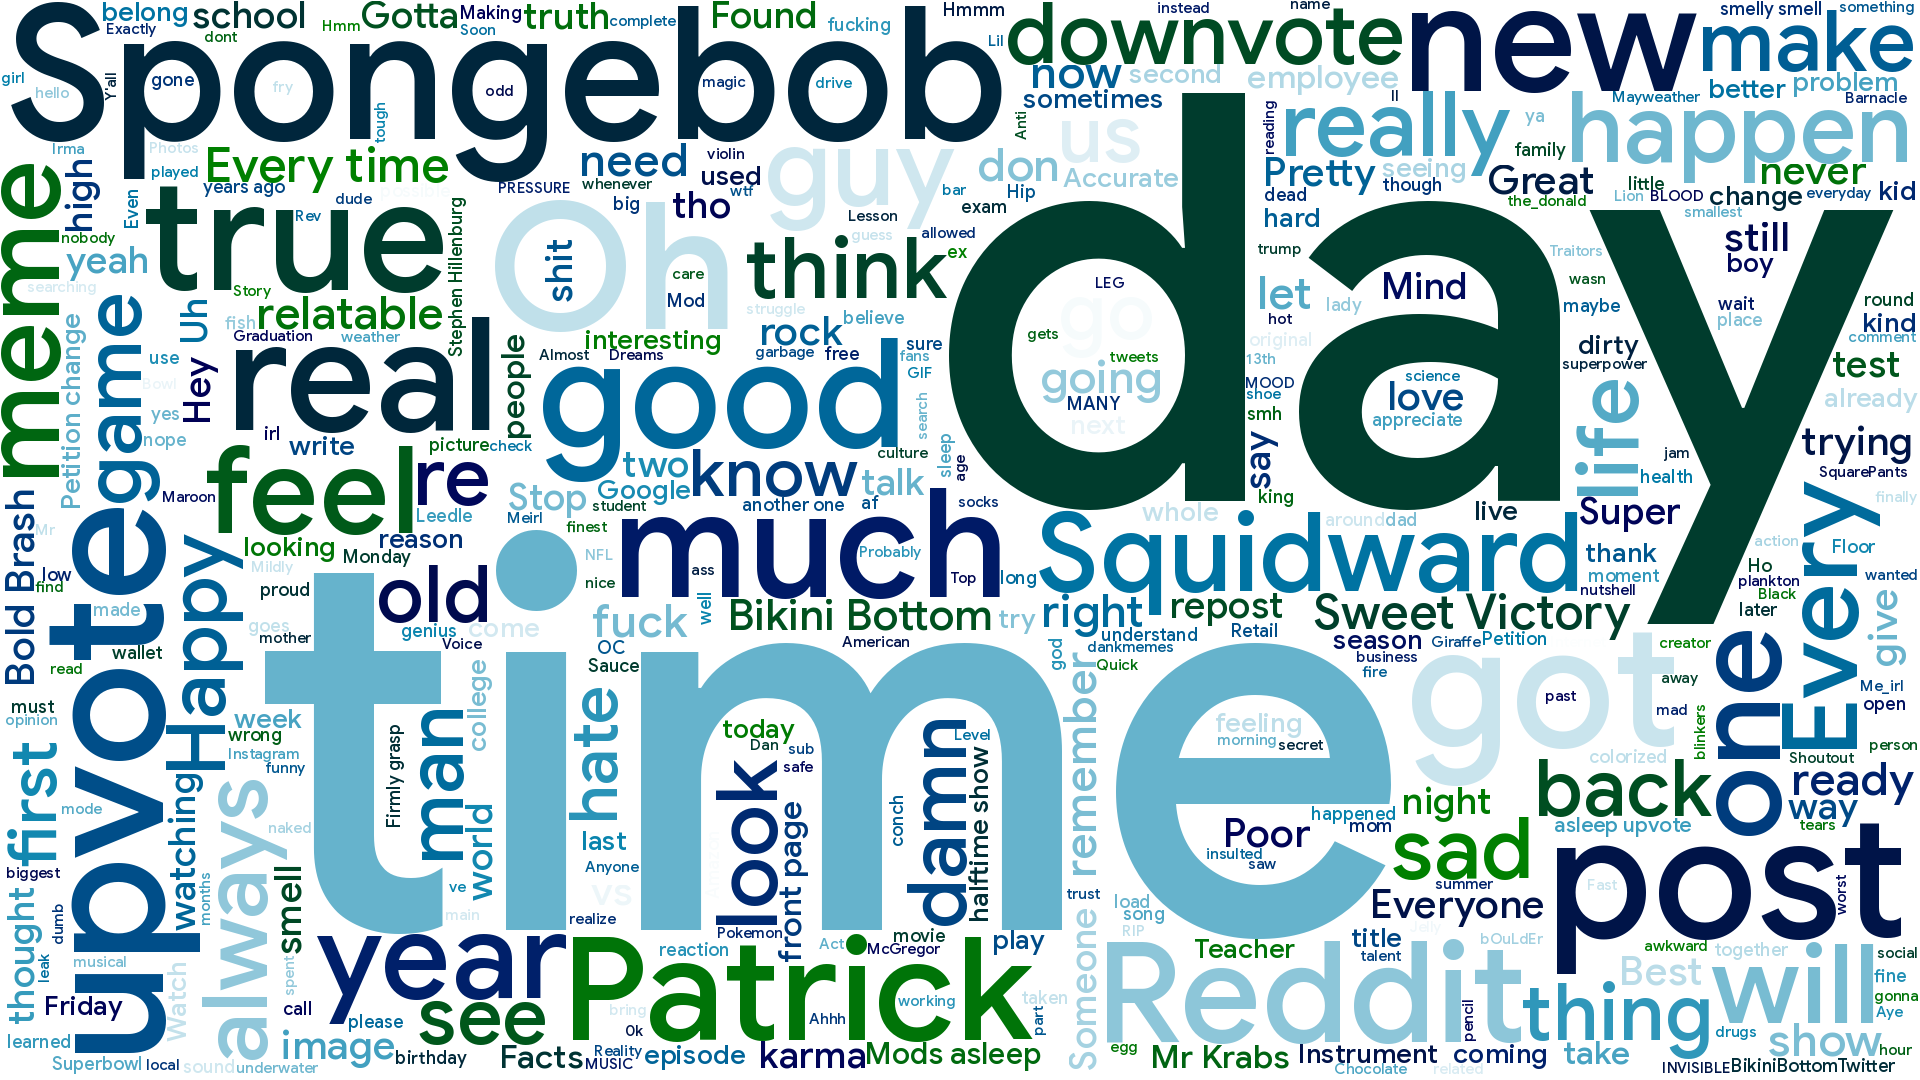 belong
school
Gotta
Making
truth
complete
Found
fucking
Hmmm
instead
name
downvote
new
smelly smell
something
make
Exactly
dont
Hmm
Soon
Lil
Spongebob
girl
hello
Y'all
gone
fry
tough
odd
magic
drive
now
second
employee
sometimes
better
problem
ll
Mayweather
Barnacle
Irma
Photos
played
Every time
need
violin
used
guy
don
us
Accurate
Anti
reading
really
ya
happen
family
Pretty
seeing
never
meme
high
Even
years ago
Rev
dude
PRESSURE
whenever
big
wtf
tho
bar
Hip
exam
dead
though
Great
little
the_donald
Lion
BLOOD
change
everyday
kid
smallest
hard
nobody
yeah
true
Stephen Hillenburg
Oh
shit
care
Mod
Lesson
guess
allowed
think
ex
day
trump
let
lady
Mind
Traitors
wasn
maybe
still
boy
wait
place
round
kind
comment
searching
Story
relatable
Uh
fish
Graduation
weather
struggle
rock
believe
interesting
LEG
go
gets
tweets
hot
original
Petition change
game
Hey
use
Bowl
yes
nope
real
irl
write
people
Almost
Dreams
garbage
free
sure
fans
GIF
good
going
MANY
next
13th
MOOD
shoe
smh
love
science
appreciate
dirty
superpower
test
already
life
picture
check
search
culture
sleep
age
say
king
jam
health
trying
SquarePants
finally
Bold Brash
Mr
Maroon
feel
re
Leedle
Stop
Meirl
two
Google
student
know
another one
talk
af
socks
whole
around
dad
live
Super
Every
upvote
looking
Monday
reason
finest
NFL
nice
much
Probably
ass
Top
long
Squidward
thank
moment
nutshell
Ho
plankton
Black
later
action
Floor
wanted
low
find
made
Happy
Mildly
proud
old
time
fuck
well
Bikini Bottom
try
right
repost
Sweet Victory
goes
mother
genius
come
Voice
OC
Sauce
American
god
understand
dankmemes
Quick
Retail
season
business
Giraffe
Petition
fire
creator
away
one
give
read
wallet
must
opinion
week
wrong
Instagram
funny
Firmly grasp
man
college
hate
today
Dan
sub
safe
Level
damn
halftime show
remember
feeling
morning
secret
got
past
mad
colorized
blinkers
Me_irl
open
Shoutout
person
first
mode
watching
always
naked
world
last
Anyone
look
front page
conch
happened
mom
Poor
insulted
saw
night
sad
back
asleep upvote
way
ready
tears
biggest
thought
dumb
leak
months
smell
ve
main
realize
vs
Pokemon
trust
load
song
RIP
summer
Everyone
Fast
worst
post
musical
Friday
Watch
spent
call
year
reaction
movie
Act
McGregor
play
Someone
Reddit
Teacher
title
talent
Jelly
bOuLdEr
awkward
together
Best
will
social
fine
gonna
Aye
learned
please
see
Patrick
bring
working
Ahhh
taken
part
pencil
thing
drugs
show
hour
Superbowl
local
sound
underwater
image
birthday
Facts
Ok
Reality
MUSIC
episode
karma
Mods asleep
egg
Mr Krabs
Instrument
Chocolate
coming
related
take
INVISIBLE
BikiniBottomTwitter